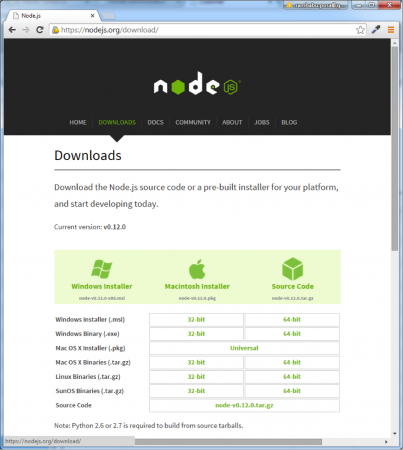 Node.js
https://nodejs.org/download/
node
JS
HOME DOWNLOADS DOCS COMMUNITY ABOUT JOBS BLOG
Downloads
Download the Node.js source code or a pre-built installer for your platform,
and start developing today.
Current version: v0.12.0
Windows Installer Macintosh Installer Source Code
node-v0.12.0-x86.msi node-v0.12.0.pkg node-v0.12.0.tar.gz
Windows Installer (.msi) 32-bit 64-bit
Windows Binary (.exe) 32-bit 64-bit
Mac OS X Installer (.pkg) Universal
Mac OS X Binaries (.tar.gz) 32-bit 64-bit
Linux Binaries (.tar.gz) 32-bit 64-bit
SunOS Binaries (.tar.gz) 32-bit 64-bit
Source Code node-v0.12.0.tar.gz
Note: Python 2.6 or 2.7 is required to build from source tarballs.
https://nodejs.org/download/